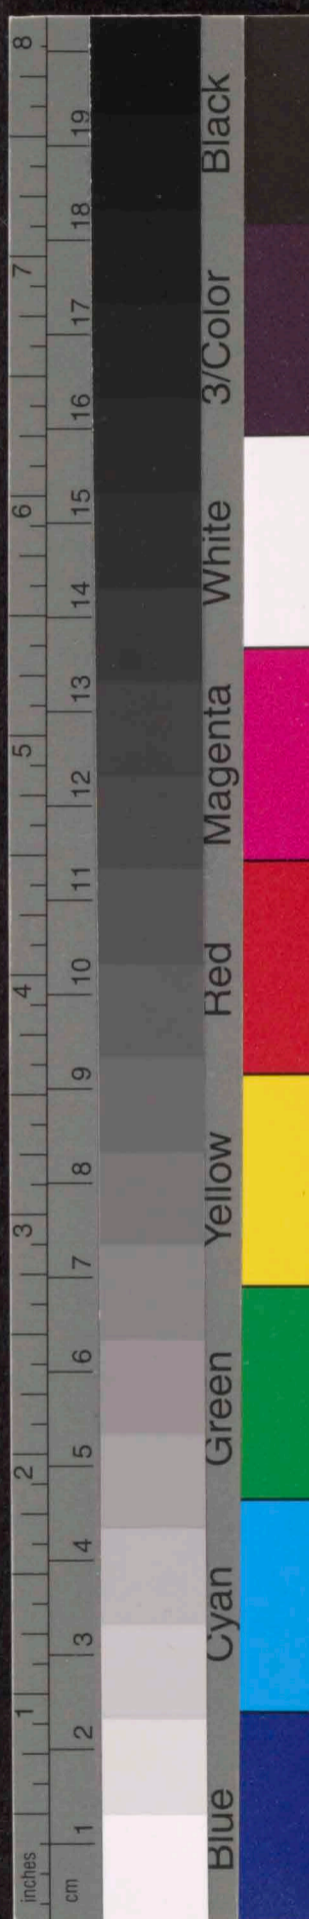 inches 1 2 3 4 5 6 7 8
cm 1 2 3 4 5 6 7 8 9 10 11 12 13 14 15 16 17 18 19
Blue Cyan Green Yellow Red Magenta White 3/Color Black